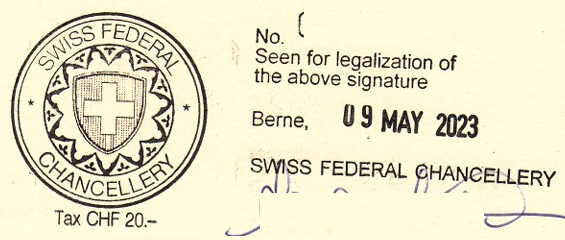 SWISS FEDERAL
CHANCELLERY
Tax CHF 20.–
No.
Seen for legalization of
the above signature
Berne, 09 MAY 2023
SWISS FEDERAL CHANCELLERY